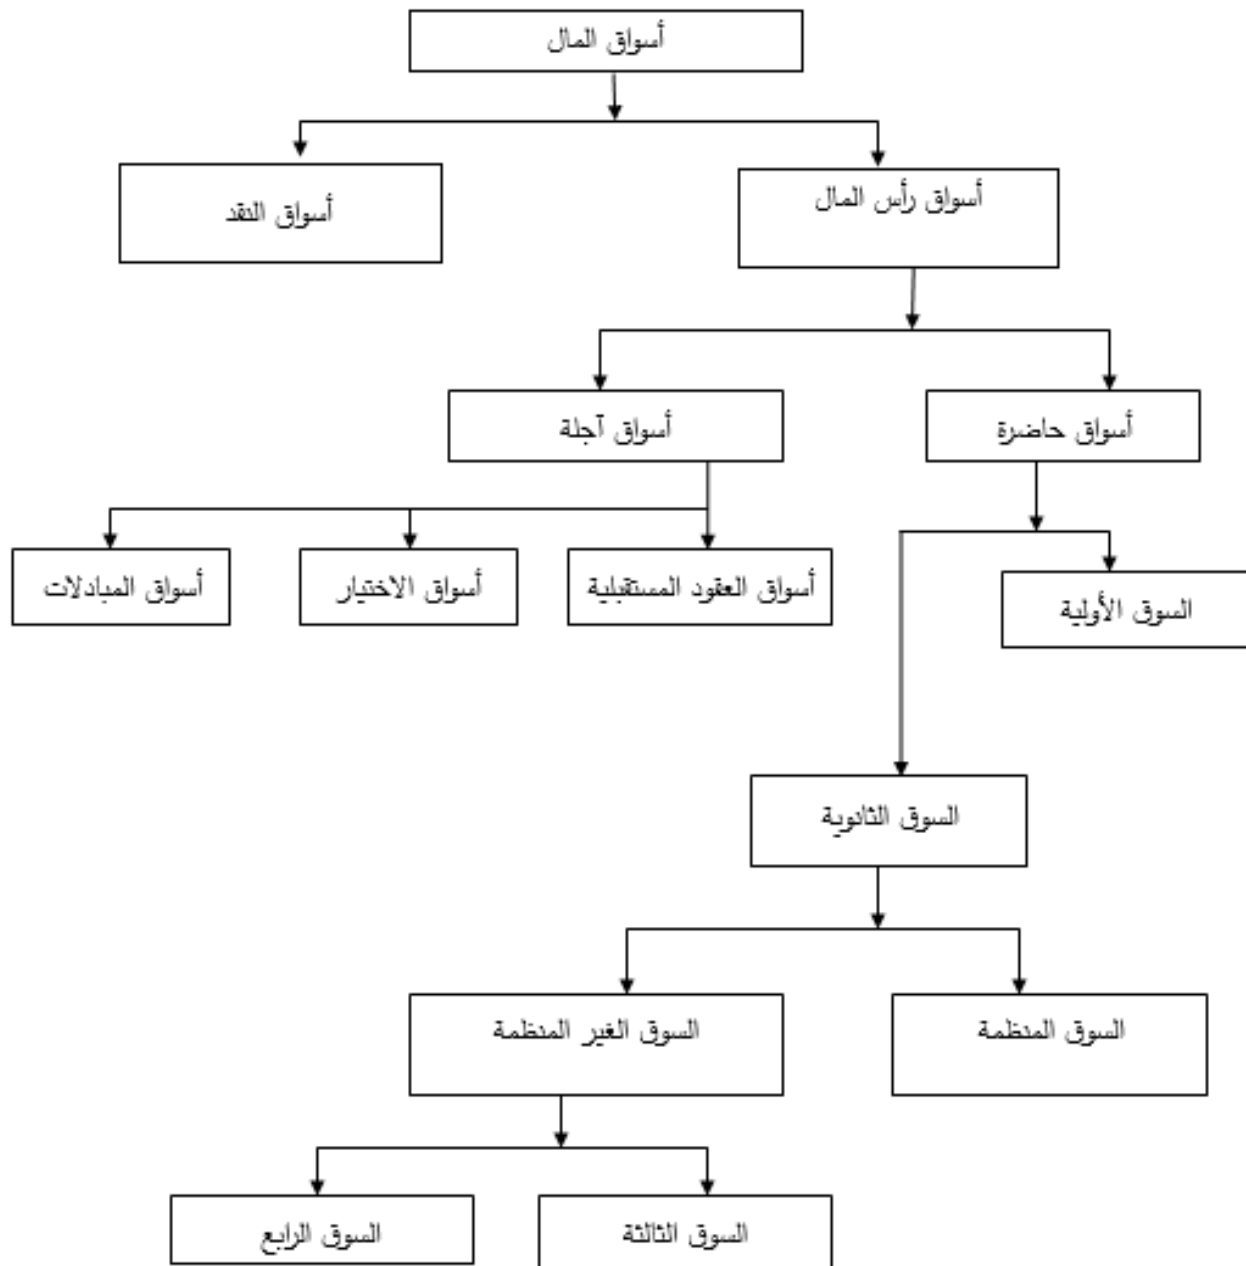 أسواق المال
أسواق رأس المال
أسواق النقد
أسواق حاضرة
أسواق آجلة
أسواق العقود المستقبلية
أسواق الاختيار
أسواق المبادلات
السوق الأولية
السوق الثانوية
السوق المنظمة
السوق الغير المنظمة
السوق الثالثة
السوق الرابع